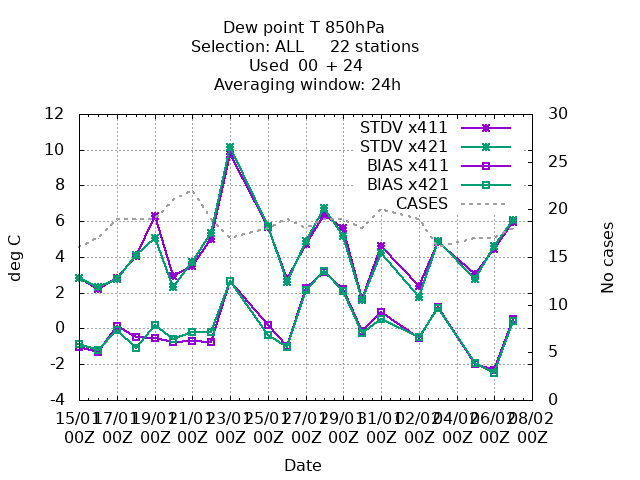 Dew point T 850hPa
Selection: ALL 22 stations
Used 00 + 24
Averaging window: 24h
12 30
10 25
8 20
6 15
4 10
2 5
0 0
-2
-4
STDV x411
STDV x421
BIAS x411
BIAS x421
CASES
deg C
No cases
15/01 17/01 19/01 21/01 23/01 25/01 27/01 29/01 31/01 02/02 04/02 06/02 08/02
00Z 00Z 00Z 00Z 00Z 00Z 00Z 00Z 00Z 00Z 00Z 00Z 00Z
Date